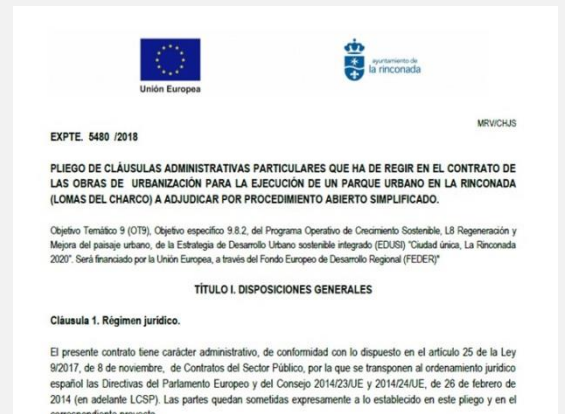 Unión Europea
ayuntamiento de
la rinconada
MRV/CHJS
EXPTE. 5480 /2018
PLIEGO DE CLÁUSULAS ADMINISTRATIVAS PARTICULARES QUE HA DE REGIR EN EL CONTRATO DE
LAS OBRAS DE URBANIZACIÓN PARA LA EJECUCIÓN DE UN PARQUE URBANO EN LA RINCONADA
(LOMAS DEL CHARCO) A ADJUDICAR POR PROCEDIMIENTO ABIERTO SIMPLIFICADO.
Objetivo Temático 9 (OT9), Objetivo específico 9.8.2, del Programa Operativo de Crecimiento Sostenible, L8 Regeneración y
Mejora del paisaje urbano, de la Estrategia de Desarrollo Urbano sostenible integrado (EDUSI) "Ciudad única, La Rinconada
2020". Será financiado por la Unión Europea, a través del Fondo Europeo de Desarrollo Regional (FEDER)"
TÍTULO I. DISPOSICIONES GENERALES
Cláusula 1. Régimen jurídico.
El presente contrato tiene carácter administrativo, de conformidad con lo dispuesto en el artículo 25 de la Ley
9/2017, de 8 de noviembre, de Contratos del Sector Público, por la que se transponen al ordenamiento jurídico
español las Directivas del Parlamento Europeo y del Consejo 2014/23/UE y 2014/24/UE, de 26 de febrero de
2014 (en adelante LCSP). Las partes quedan sometidas expresamente a lo establecido en este pliego y en el
correspondiente proyecto